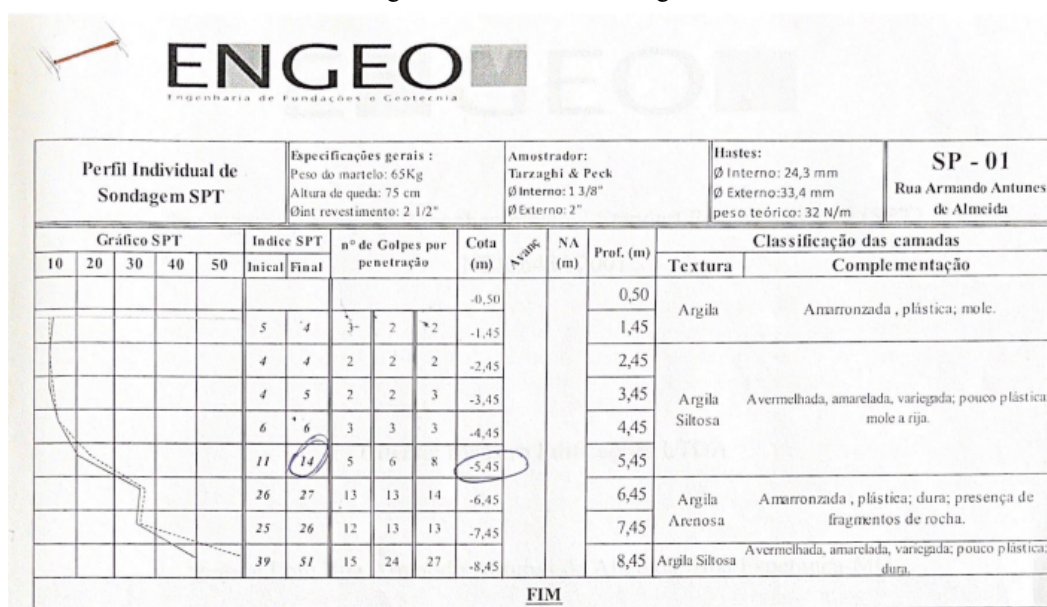 ENGEO
Engenharia de Fundações e Geotecnia
Perfil Individual de
Sondagem SPT
Especificações gerais :
Peso do martelo: 65Kg
Altura de queda: 75 cm
Øint revestimento: 2 1/2"
Amostrador:
Tarzaghi & Peck
Ø Interno: 1 3/8"
Ø Externo: 2"
Hastes:
Ø Interno: 24,3 mm
Ø Externo:33,4 mm
peso teórico: 32 N/m
SP - 01
Rua Armando Antunes
de Almeida
Gráfico SPT
10 20 30 40 50
Indice SPT
Inical Final
nº de Golpes por
penetração
Cota
(m)
Avanç
NA
(m)
Prof. (m)
Classificação das camadas
Textura Complementação
-0,50 0,50
5 4 3 2 2 -1,45 1,45
Argila Amarronzada , plástica; mole.
4 4 2 2 2 -2,45 2,45
4 5 2 2 3 -3,45 3,45
6 6 3 3 3 -4,45 4,45
11 14 5 6 8 -5,45 5,45
Argila
Siltosa
Avermelhada, amarelada, variegada; pouco plástica;
mole a rija.
26 27 13 13 14 -6,45 6,45
25 26 12 13 13 -7,45 7,45
Argila
Arenosa
Amarronzada , plástica; dura; presença de
fragmentos de rocha.
39 51 15 24 27 -8,45 8,45 Argila Siltosa
Avermelhada, amarelada, variegada; pouco plástica;
dura.
FIM